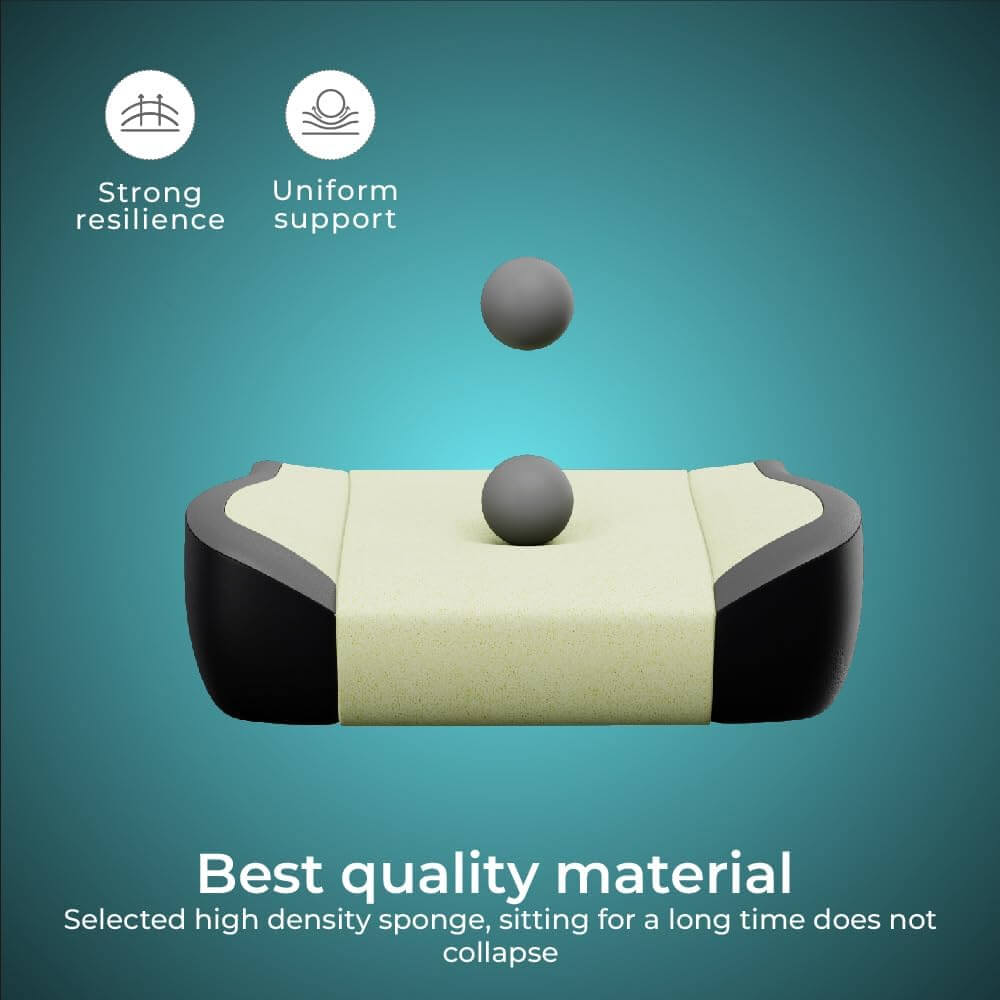 Strong
resilience
Uniform
support
Best quality material
Selected high density sponge, sitting for a long time does not
collapse